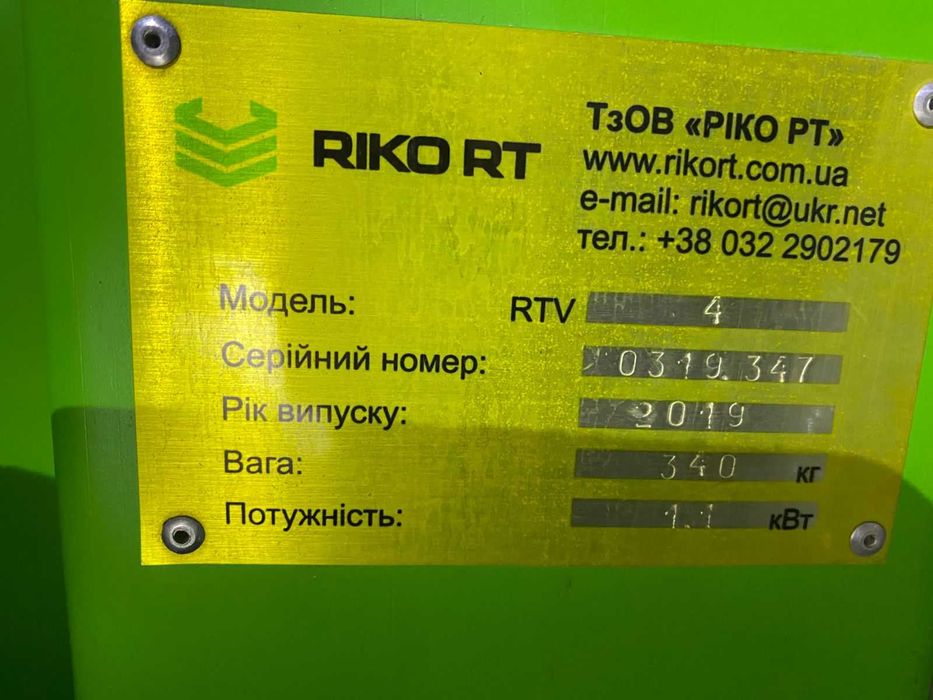 RIKO RT
ТзОВ «РІКО РТ»
www.rikort.com.ua
e-mail: rikort@ukr.net
тел.: +38 032 2902179
Модель: RTV 4
Серійний номер: 0319.347
Рік випуску: 2019
Вага: 340 кг
Потужність: 1.1 кВт